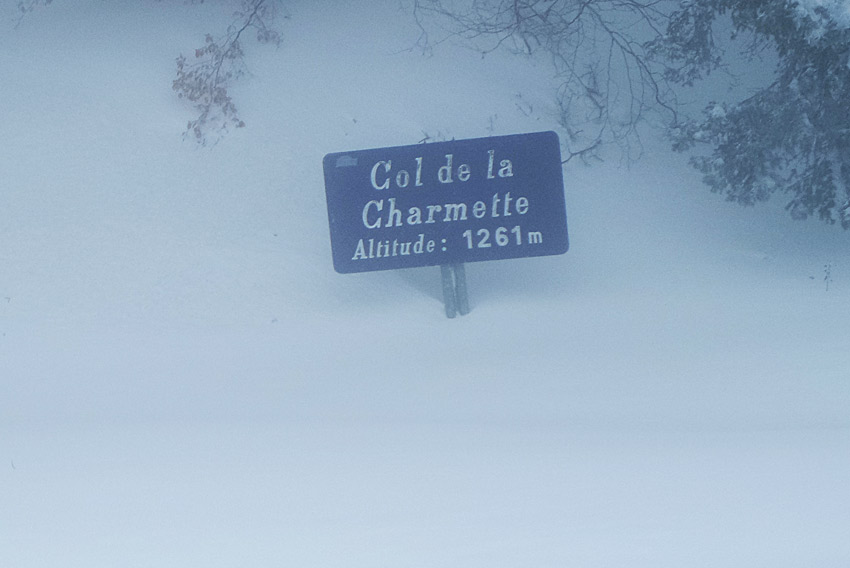 Col de la
Charmette
Altitude: 1261m